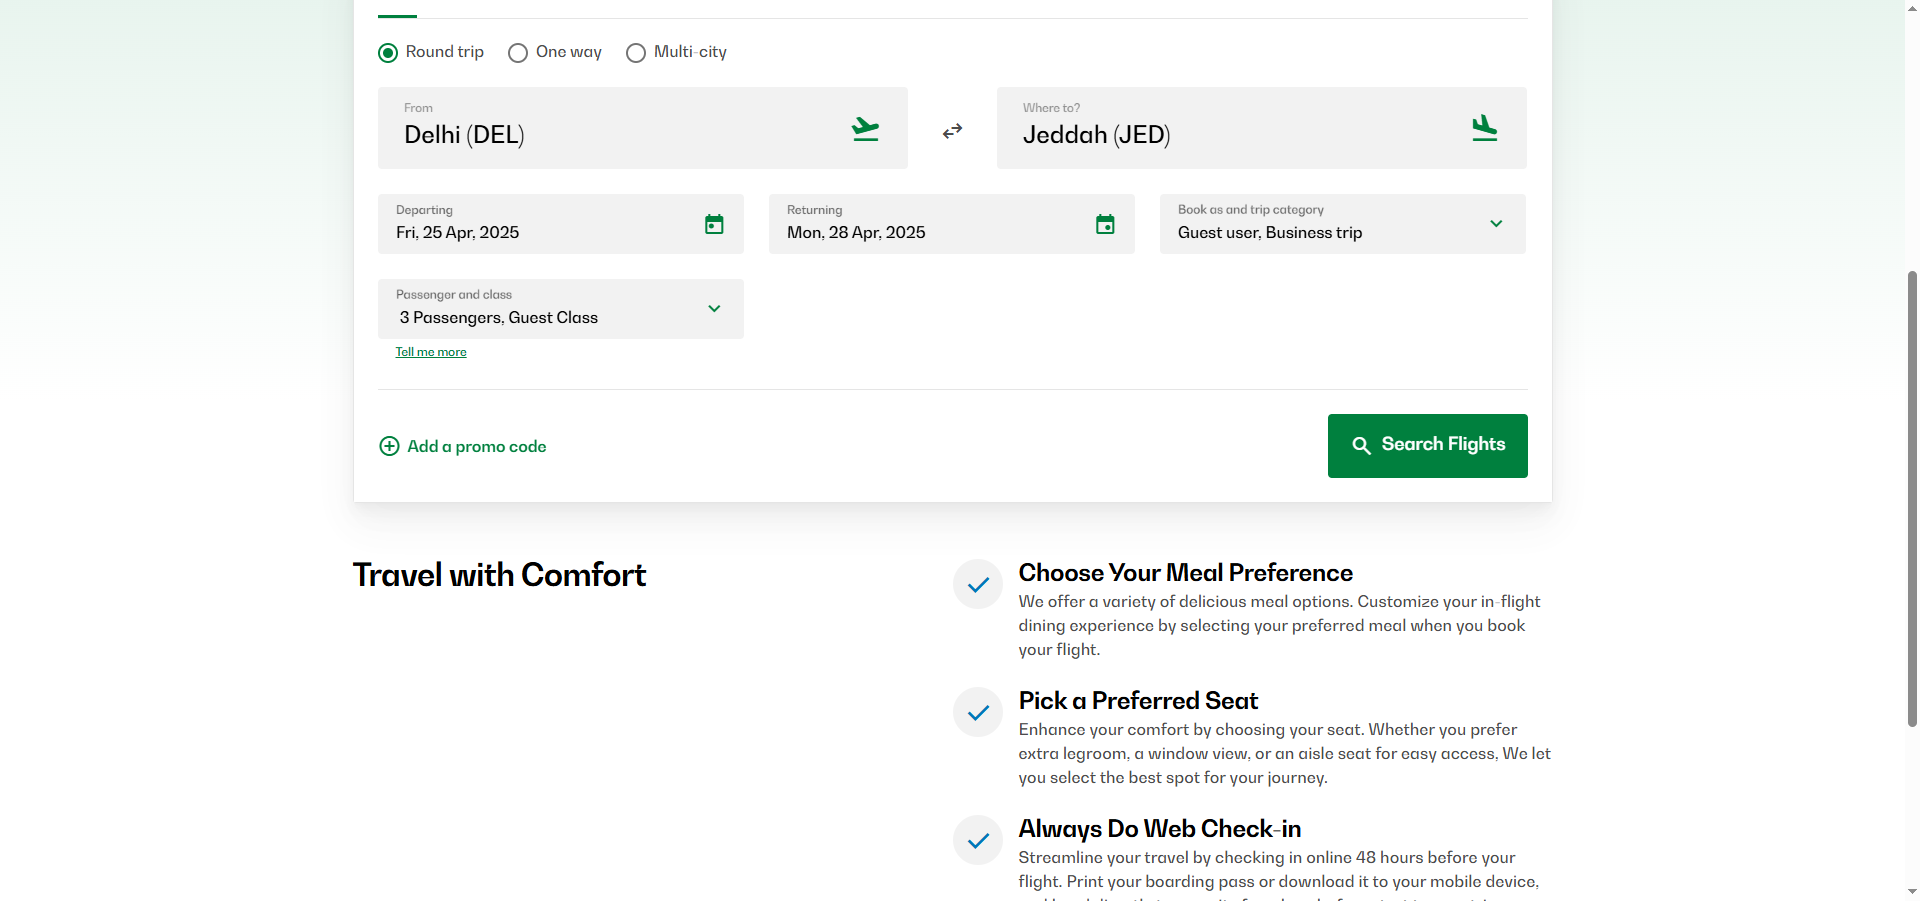 Round trip One way Multi-city
From
Delhi (DEL)
Where to?
Jeddah (JED)
Departing
Fri, 25 Apr, 2025
Returning
Mon, 28 Apr, 2025
Book as and trip category
Guest user, Business trip
Passenger and class
3 Passengers, Guest Class
Tell me more
Add a promo code
Search Flights
Travel with Comfort
Choose Your Meal Preference
We offer a variety of delicious meal options. Customize your in-flight
dining experience by selecting your preferred meal when you book
your flight.
Pick a Preferred Seat
Enhance your comfort by choosing your seat. Whether you prefer
extra legroom, a window view, or an aisle seat for easy access, We let
you select the best spot for your journey.
Always Do Web Check-in
Streamline your travel by checking in online 48 hours before your
flight. Print your boarding pass or download it to your mobile device,